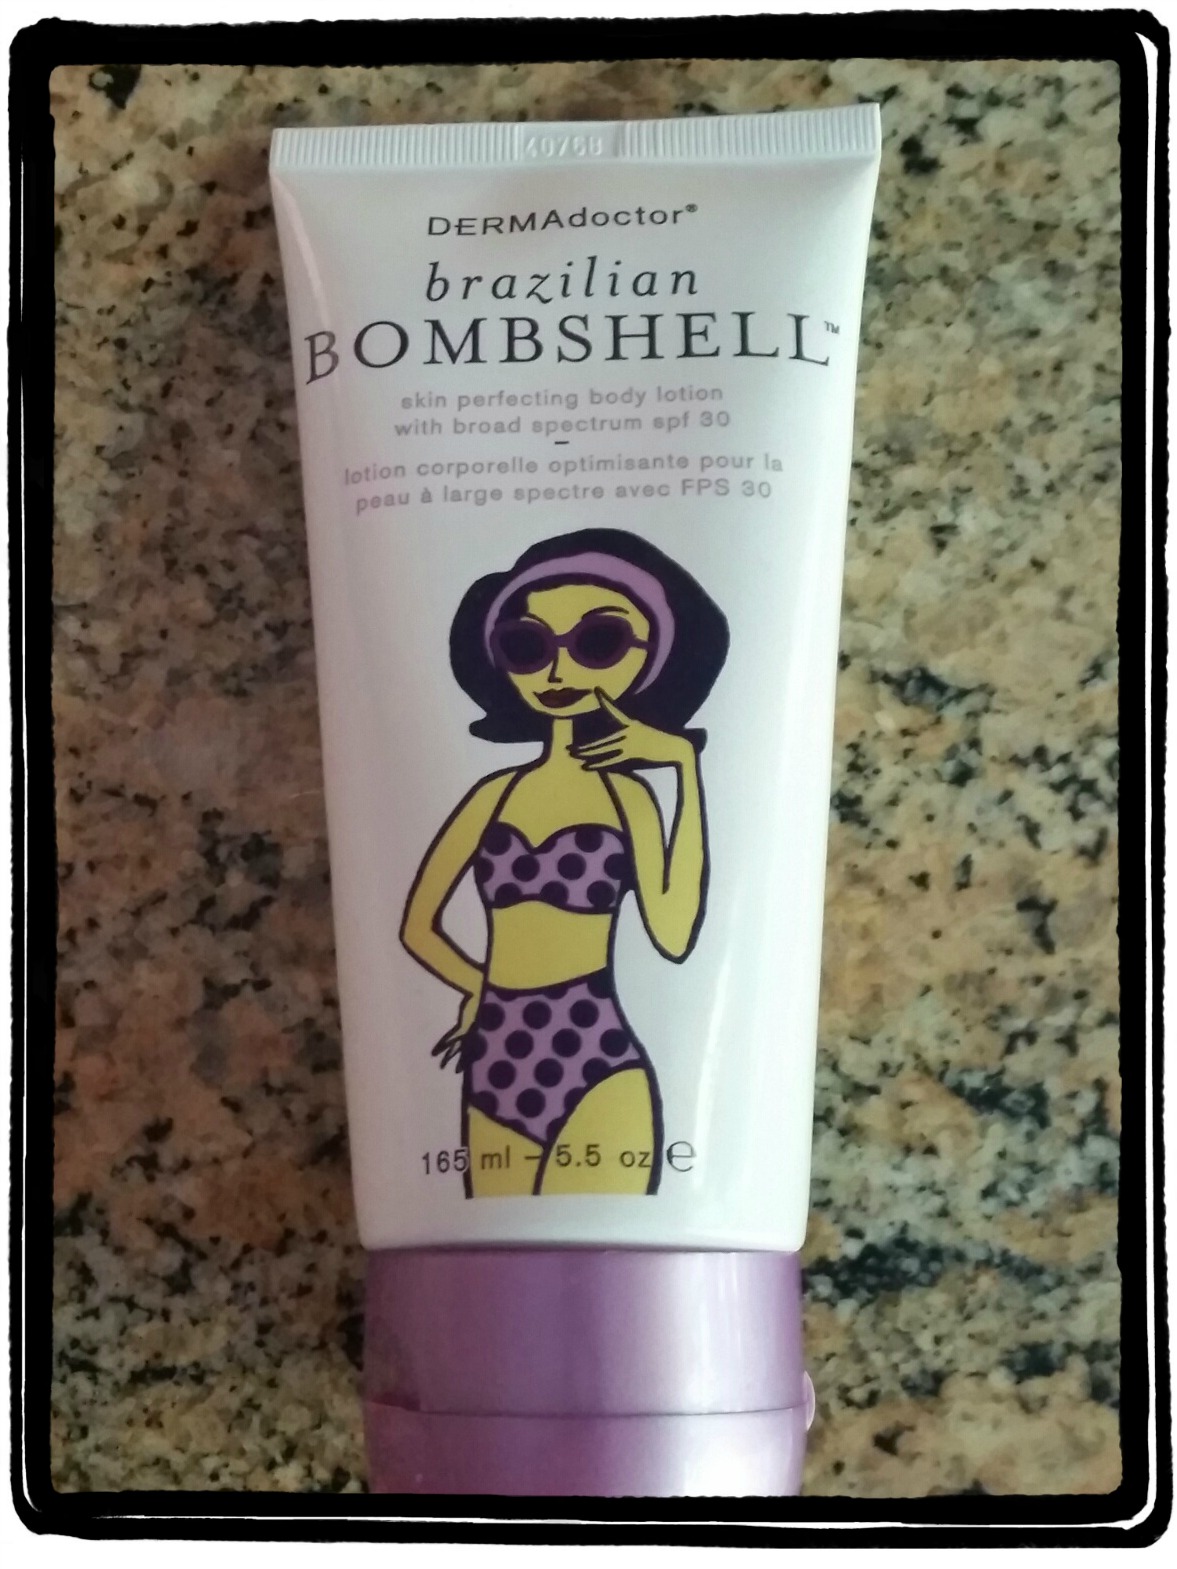 40768
DERMAdoctor®
brazilian
BOMBSHELL™
skin perfecting body lotion
with broad spectrum spf 30
–
lotion corporelle optimisante pour la
peau à large spectre avec FPS 30
165 ml – 5.5 oz ℮